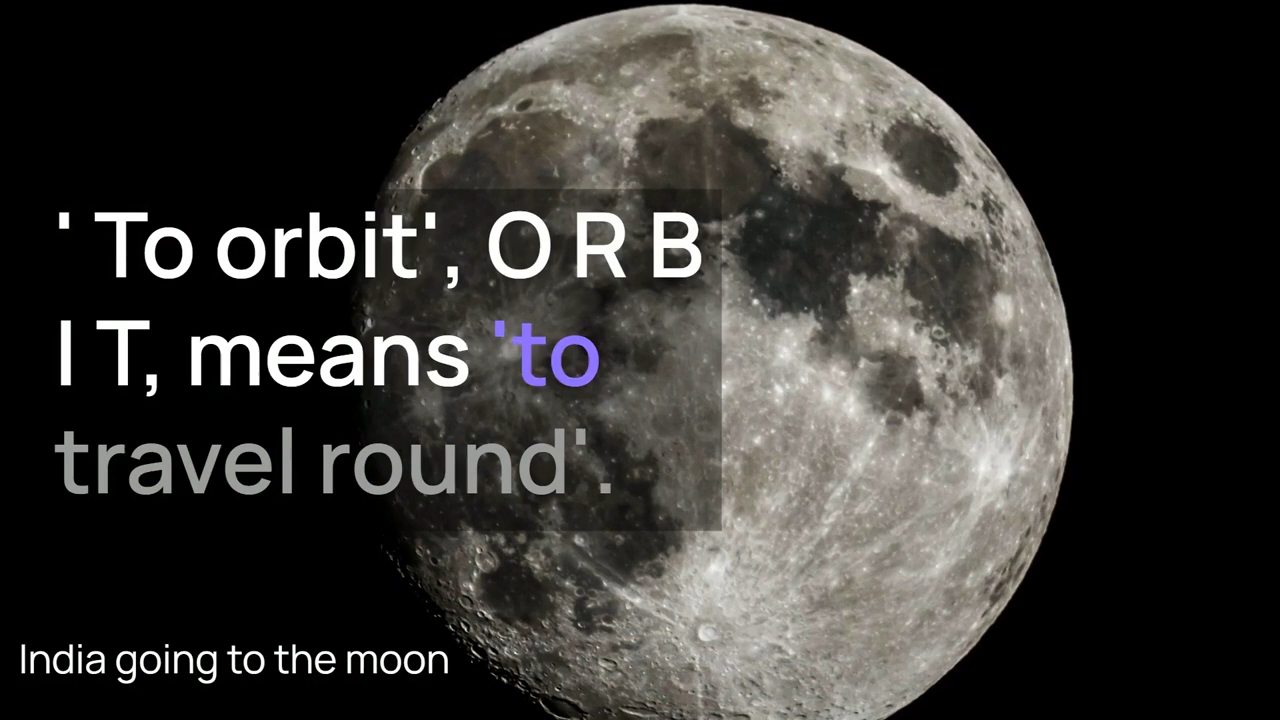 ' To orbit', O R B
I T, means 'to
travel round'.
India going to the moon